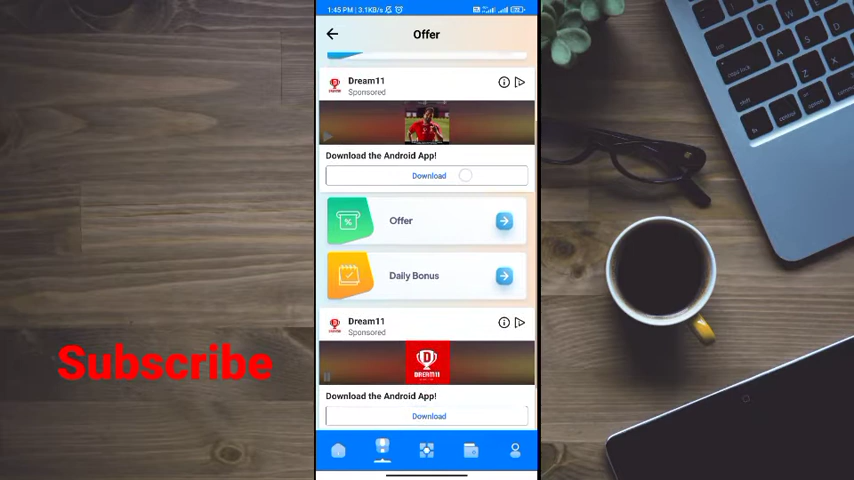 1:45 PM | 3.1KB/s
Offer
Dream11
Sponsored
Download the Android App!
Download
Offer
Daily Bonus
Dream11
Sponsored
DREAM11
Download the Android App!
Download
Subscribe